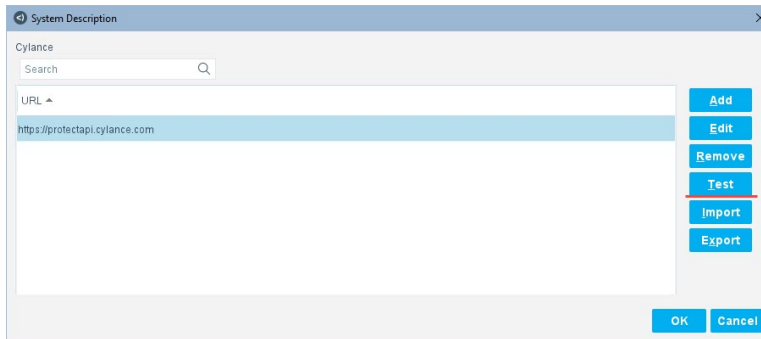 System Description
Cylance
Search
URL
https://protectapi.cylance.com
Add
Edit
Remove
Test
Import
Export
OK
Cancel